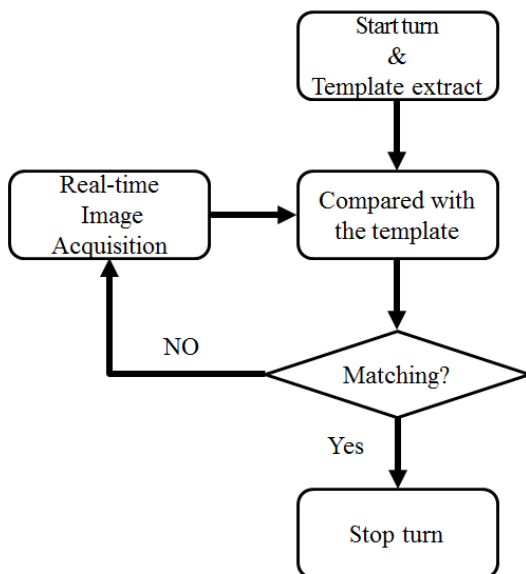 Start turn
&
Template extract
Real-time
Image
Acquisition
Compared with
the template
NO
Matching?
Yes
Stop turn